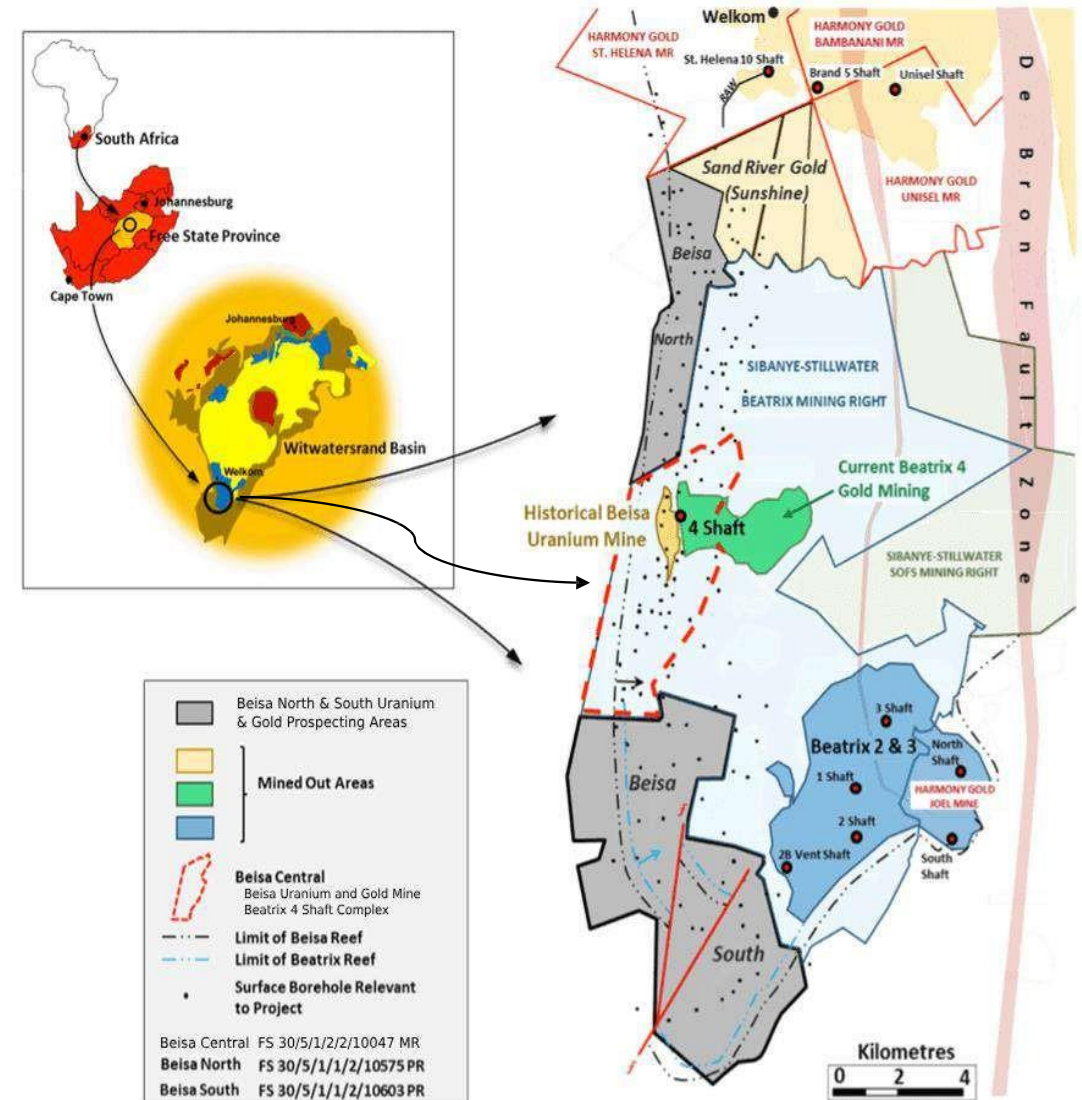 South Africa
Johannesburg
Free State Province
Cape Town
Johannesburg
Witwatersrand Basin
Welkom
Welkom
HARMONY GOLD
ST. HELENA MR
HARMONY GOLD
BAMBANANI MR
St. Helena 10 Shaft
Brand 5 Shaft
Unisel Shaft
RAW
Sand River Gold
(Sunshine)
HARMONY GOLD
UNISEL MR
De Bron Fault Zone
Beisa
North
SIBANYE-STILLWATER
BEATRIX MINING RIGHT
Current Beatrix 4
Gold Mining
Historical Beisa
Uranium Mine
4 Shaft
SIBANYE-STILLWATER
SOFS MINING RIGHT
3 Shaft
Beatrix 2 & 3
North
Shaft
1 Shaft
HARMONY GOLD
JOEL MINE
2 Shaft
2B Vent Shaft
South
Shaft
Beisa
South
Kilometres
0 2 4
Beisa North & South Uranium
& Gold Prospecting Areas
Mined Out Areas
Beisa Central
Beisa Uranium and Gold Mine
Beatrix 4 Shaft Complex
Limit of Beisa Reef
Limit of Beatrix Reef
Surface Borehole Relevant
to Project
Beisa Central FS 30/5/1/2/2/10047 MR
Beisa North FS 30/5/1/1/2/10575 PR
Beisa South FS 30/5/1/1/2/10603 PR